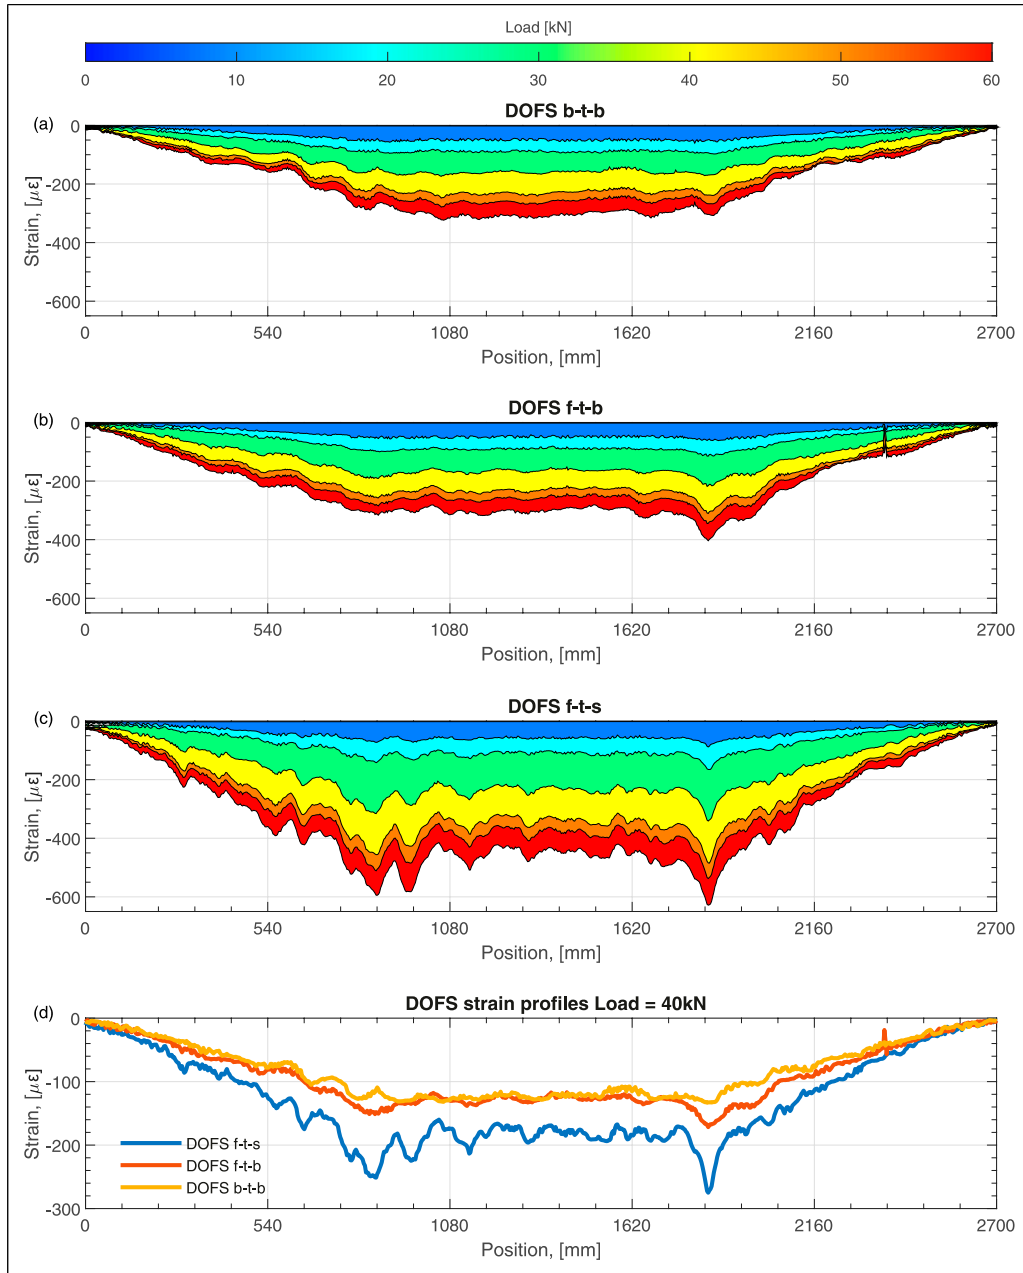 Load [kN]
0 10 20 30 40 50 60
(a)
DOFS b-t-b
0
-200
-400
-600
Strain, [με]
0 540 1080 1620 2160 2700
Position, [mm]
(b)
DOFS f-t-b
0
-200
-400
-600
Strain, [με]
0 540 1080 1620 2160 2700
Position, [mm]
(c)
DOFS f-t-s
0
-200
-400
-600
Strain, [με]
0 540 1080 1620 2160 2700
Position, [mm]
(d)
DOFS strain profiles Load = 40kN
0
-100
-200
-300
Strain, [με]
DOFS f-t-s
DOFS f-t-b
DOFS b-t-b
0 540 1080 1620 2160 2700
Position, [mm]